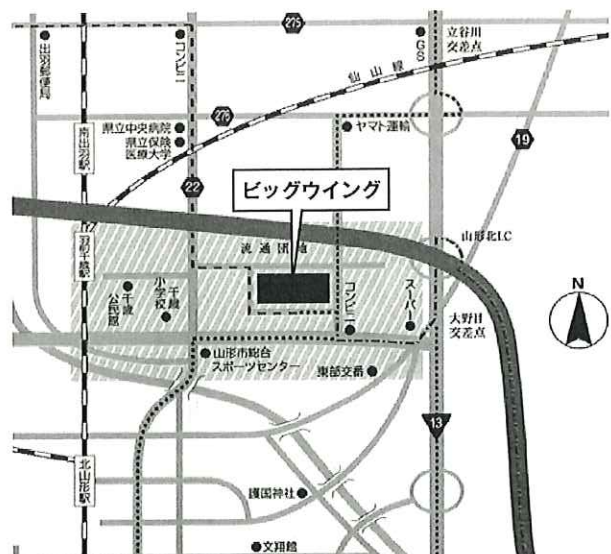 275
出羽郵便局
コンビニ
GS
立谷川
交差点
仙山線
276
県立中央病院
県立保険
医療大学
ヤマト運輸
19
南出羽駅
22
ビッグウイング
流通団地
山形北I.C
羽前千歳駅
千歳
公民館
千歳
小学校
コンビニ
スーパー
大野目
交差点
N
山形市総合
スポーツセンター
東部交番
13
北山形駅
護国神社
文翔館